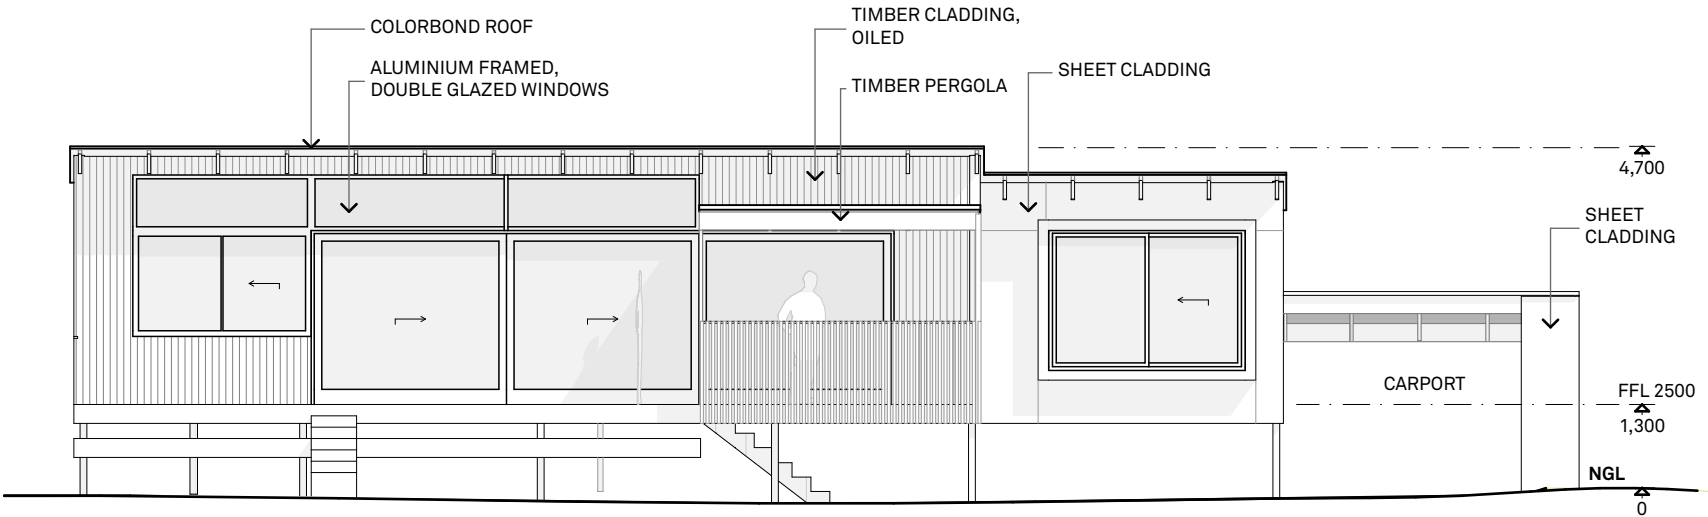 COLORBOND ROOF
ALUMINIUM FRAMED,
DOUBLE GLAZED WINDOWS
TIMBER CLADDING,
OILED
TIMBER PERGOLA
SHEET CLADDING
4,700
SHEET
CLADDING
CARPORT
FFL 2500
1,300
NGL
0